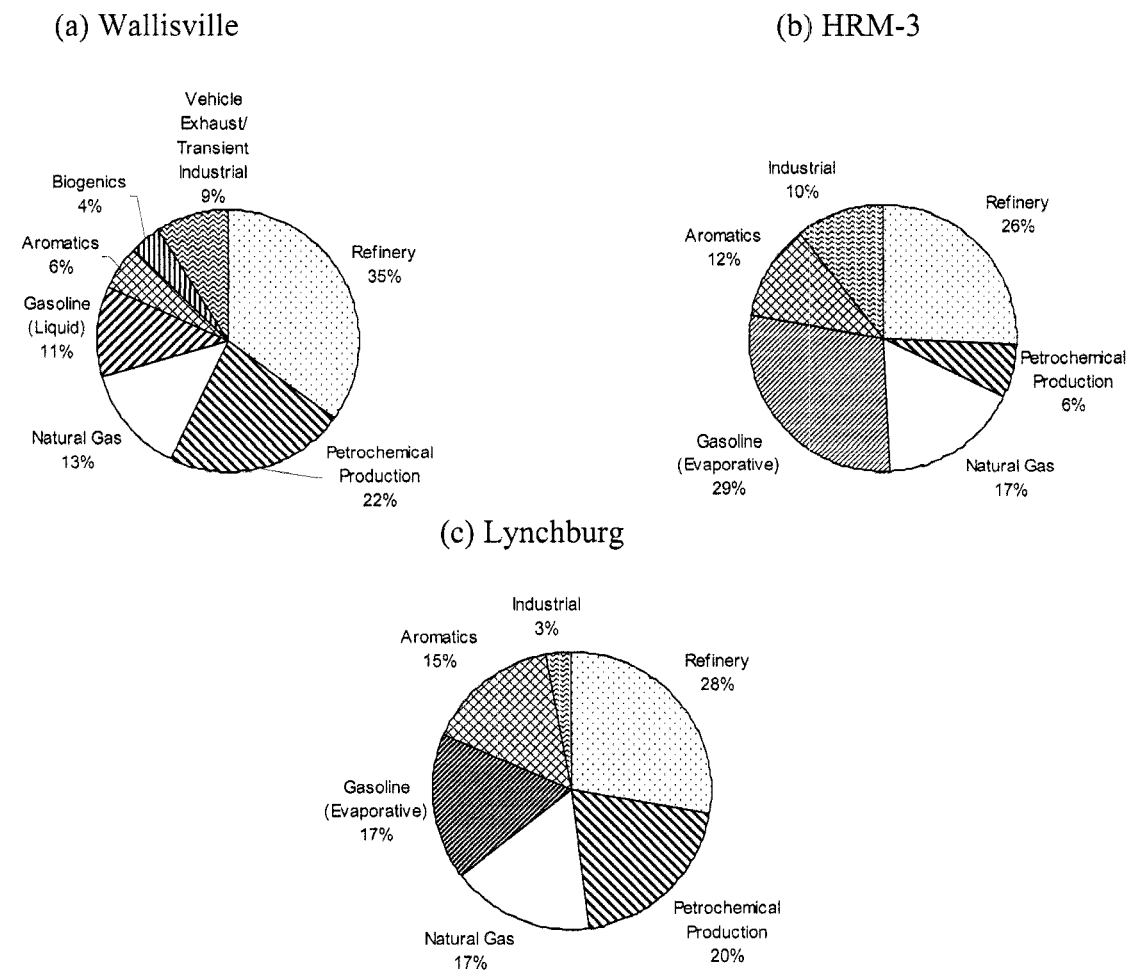 (a) Wallisville
Vehicle
Exhaust/
Transient
Industrial
9%
Biogenics
4%
Aromatics
6%
Gasoline
(Liquid)
11%
Natural Gas
13%
Refinery
35%
Petrochemical
Production
22%
(b) HRM-3
Industrial
10%
Aromatics
12%
Gasoline
(Evaporative)
29%
Refinery
26%
Petrochemical
Production
6%
Natural Gas
17%
(c) Lynchburg
Industrial
3%
Aromatics
15%
Gasoline
(Evaporative)
17%
Natural Gas
17%
Refinery
28%
Petrochemical
Production
20%